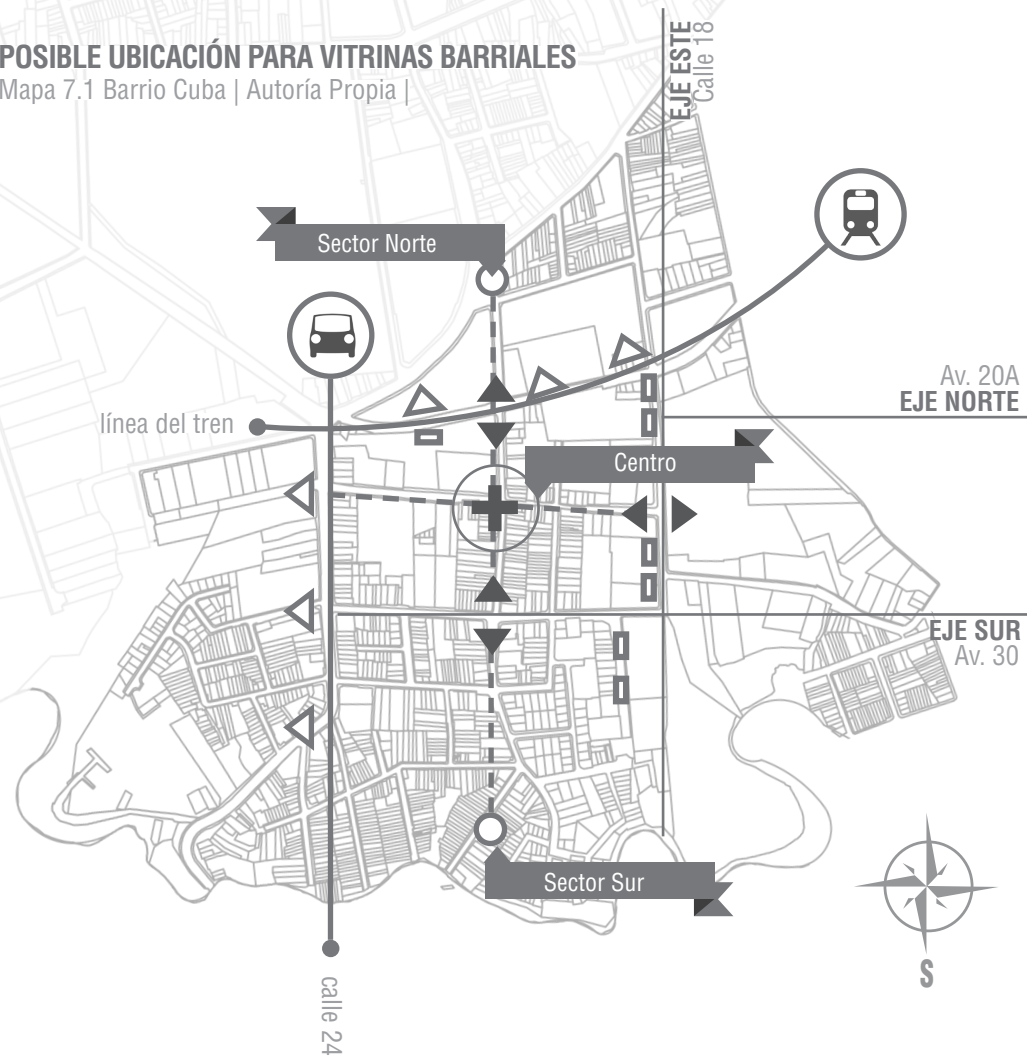 POSIBLE UBICACIÓN PARA VITRINAS BARRIALES
Mapa 7.1 Barrio Cuba | Autoría Propia |
EJE ESTE
Calle 18
Sector Norte
Av. 20A
EJE NORTE
línea del tren
Centro
EJE SUR
Av. 30
Sector Sur
S
calle 24